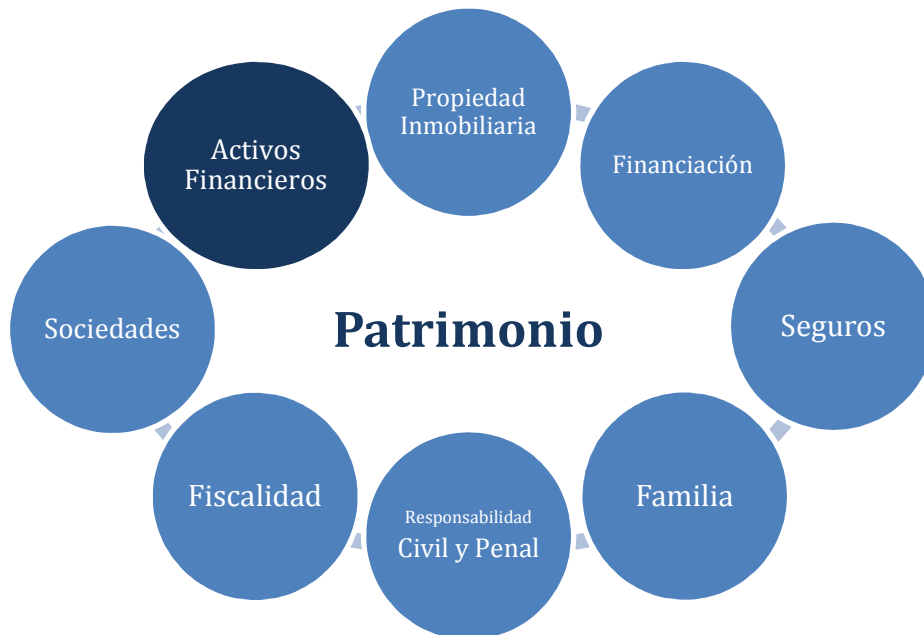 Propiedad
Inmobiliaria
Activos
Financieros
Financiación
Sociedades
Patrimonio
Seguros
Fiscalidad
Responsabilidad
Civil y Penal
Familia